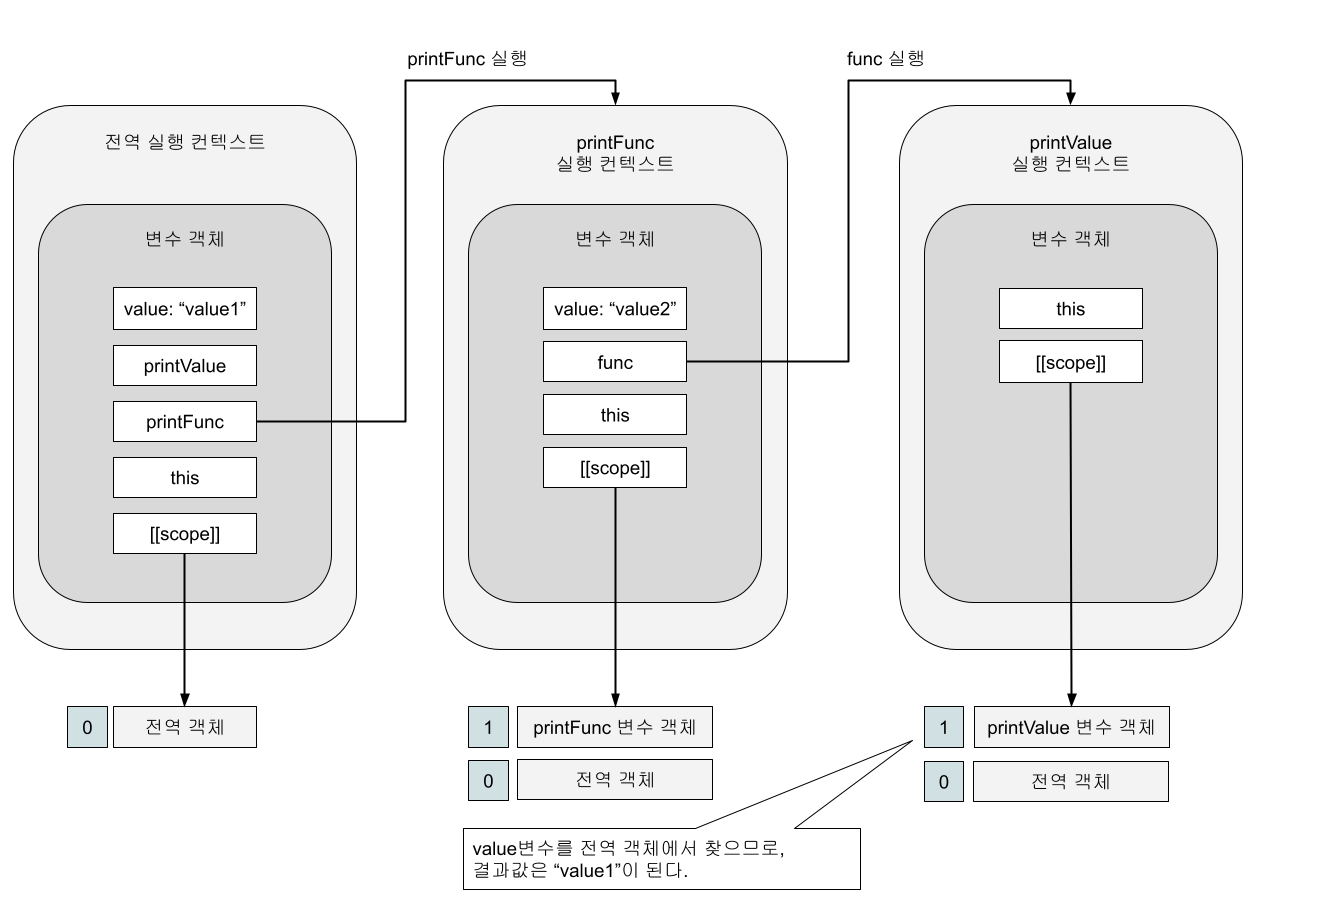 printFunc 실행
func 실행
전역 실행 컨텍스트
변수 객체
value: “value1”
printValue
printFunc
this
[[scope]]
0
전역 객체
printFunc
실행 컨텍스트
변수 객체
value: “value2”
func
this
[[scope]]
1
printFunc 변수 객체
0
전역 객체
printValue
실행 컨텍스트
변수 객체
this
[[scope]]
1
printValue 변수 객체
0
전역 객체
value변수를 전역 객체에서 찾으므로,
결과값은 “value1”이 된다.